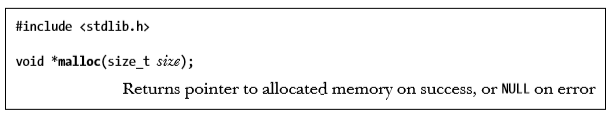 #include <stdlib.h>
void *malloc(size_t size);
Returns pointer to allocated memory on success, or NULL on error